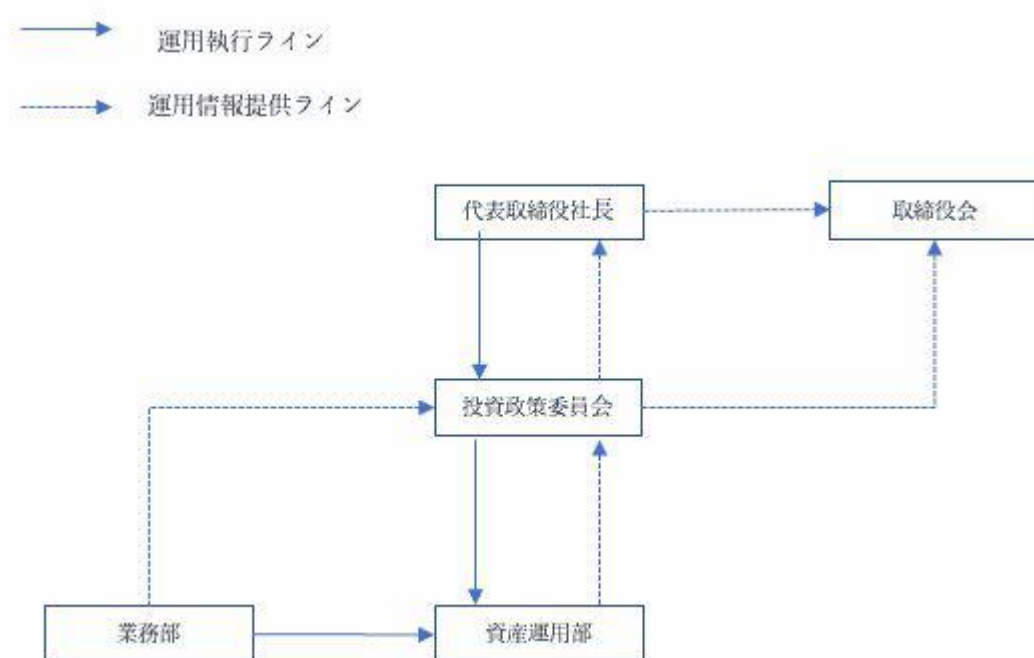 運用執行ライン
運用情報提供ライン
代表取締役社長
取締役会
投資政策委員会
業務部
資産運用部